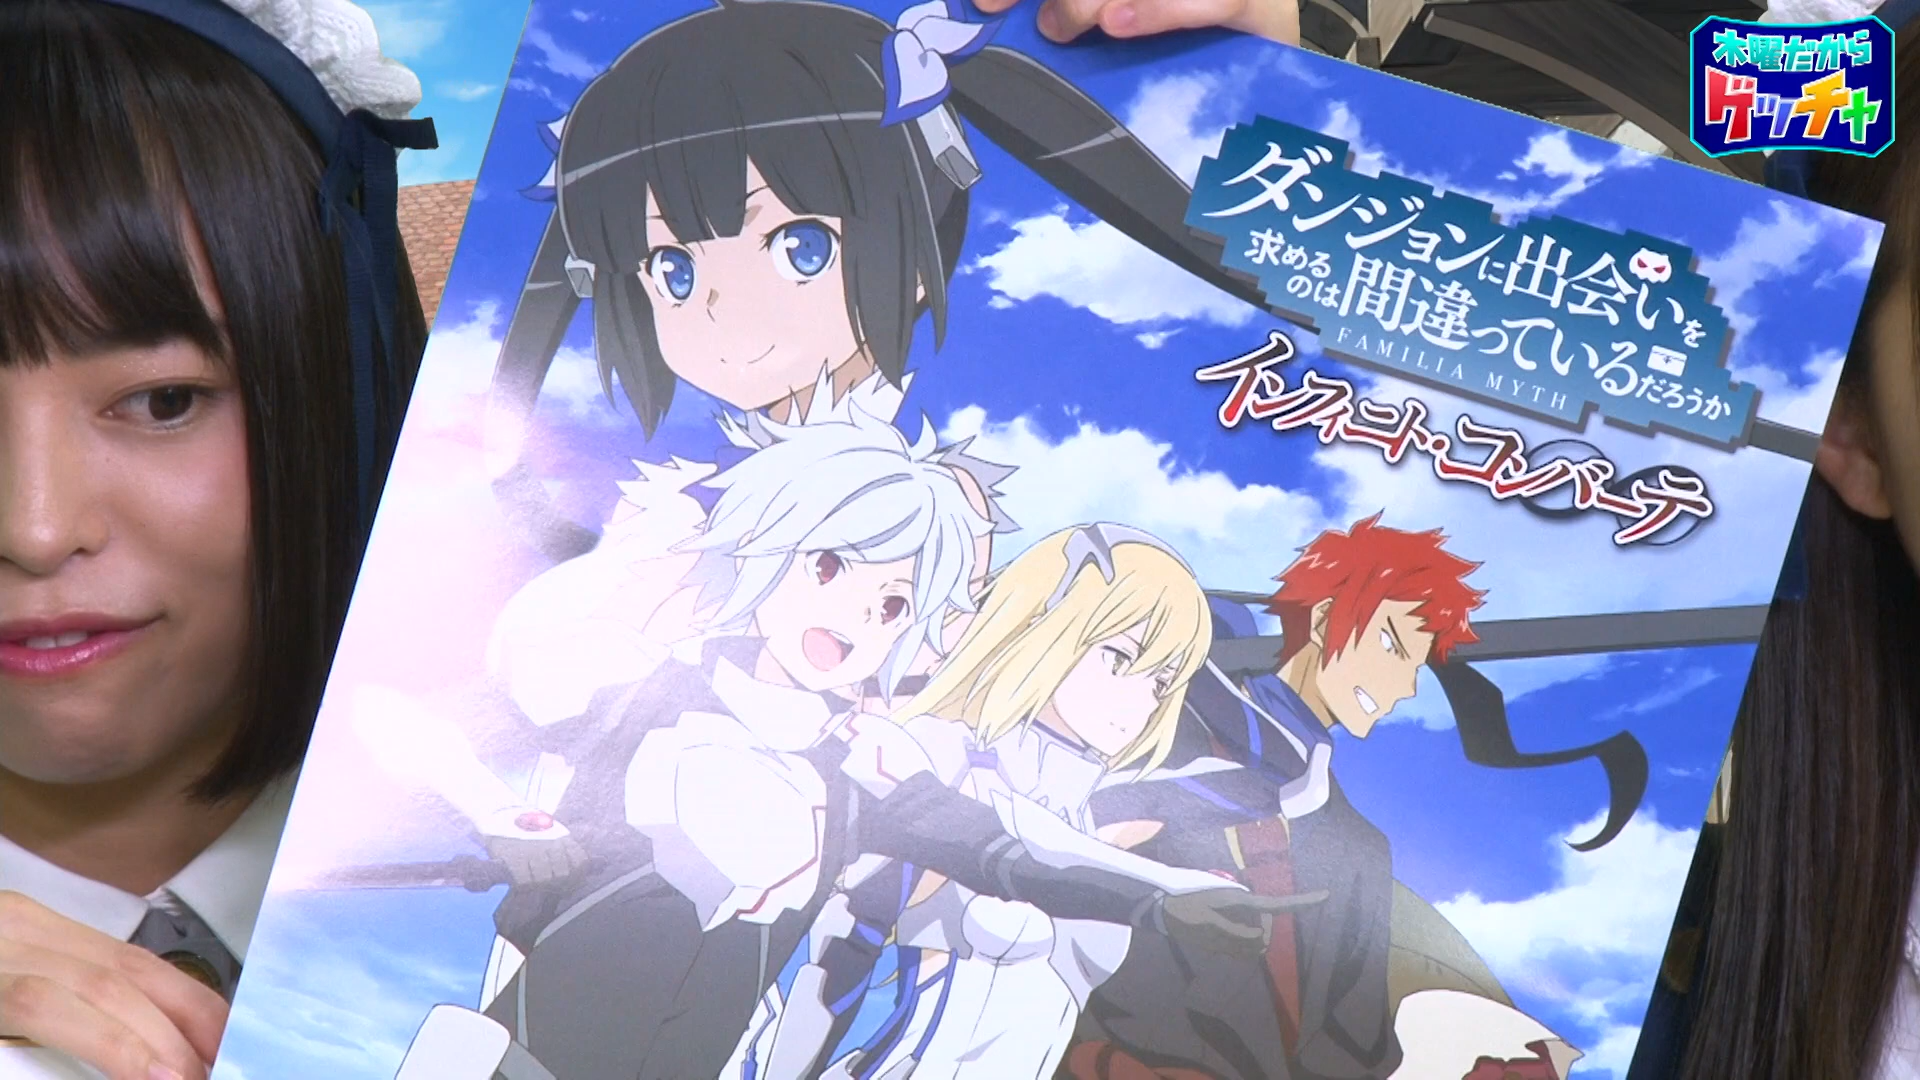 木曜だから
ゲッチャ
ダンジョンに出会いを
求めるのは間違っているだろうか
FAMILIA MYTH
インフィニト・コンバーテ